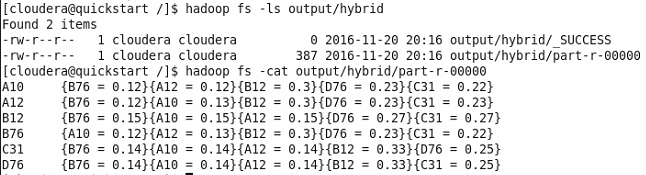 [cloudera@quickstart /]$ hadoop fs -ls output/hybrid
Found 2 items
-rw-r--r--   1 cloudera cloudera          0 2016-11-20 20:16 output/hybrid/_SUCCESS
-rw-r--r--   1 cloudera cloudera        387 2016-11-20 20:16 output/hybrid/part-r-00000
[cloudera@quickstart /]$ hadoop fs -cat output/hybrid/part-r-00000
A10     {B76 = 0.12}{A12 = 0.12}{B12 = 0.3}{D76 = 0.23}{C31 = 0.22}
A12     {B76 = 0.12}{A10 = 0.13}{B12 = 0.3}{D76 = 0.23}{C31 = 0.23}
B12     {B76 = 0.15}{A10 = 0.15}{A12 = 0.15}{D76 = 0.27}{C31 = 0.27}
B76     {A10 = 0.12}{A12 = 0.13}{B12 = 0.3}{D76 = 0.23}{C31 = 0.22}
C31     {B76 = 0.14}{A10 = 0.14}{A12 = 0.14}{B12 = 0.33}{D76 = 0.25}
D76     {B76 = 0.14}{A10 = 0.14}{A12 = 0.14}{B12 = 0.33}{C31 = 0.25}